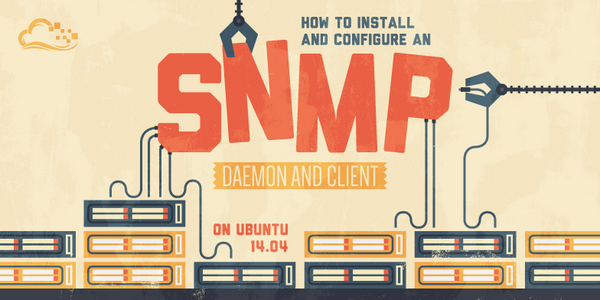 HOW TO INSTALL
AND CONFIGURE AN
SNMP
DAEMON AND CLIENT
ON UBUNTU
14.04